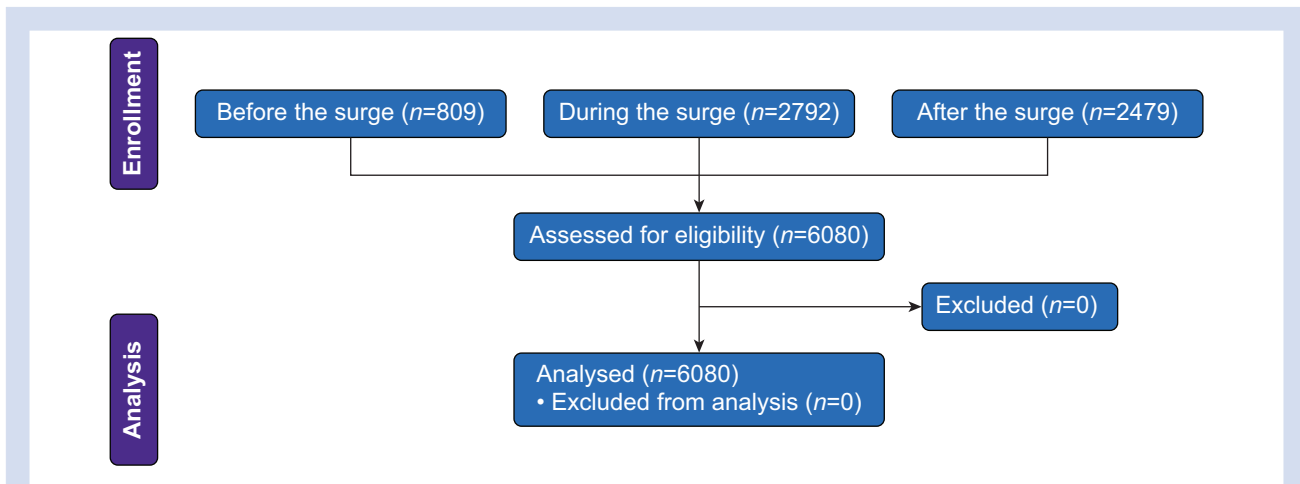 Enrollment
Before the surge (n=809)
During the surge (n=2792)
After the surge (n=2479)
Assessed for eligibility (n=6080)
Excluded (n=0)
Analysis
Analysed (n=6080)
• Excluded from analysis (n=0)